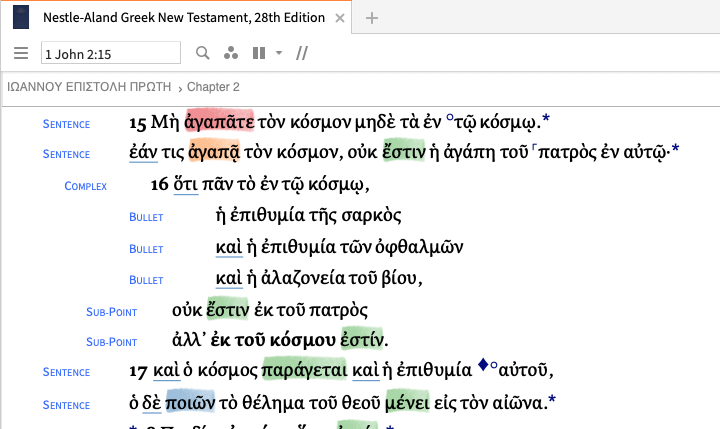 Nestle-Aland Greek New Testament, 28th Edition
1 John 2:15
ΙΩΑΝΝΟΥ ΕΠΙΣΤΟΛΗ ΠΡΩΤΗ › Chapter 2
Sentence 15 Μὴ ἀγαπᾶτε τὸν κόσμον μηδὲ τὰ ἐν °τῷ κόσμῳ.*
Sentence ἐάν τις ἀγαπᾷ τὸν κόσμον, οὐκ ἔστιν ἡ ἀγάπη τοῦ ⸀πατρὸς ἐν αὐτῷ·*
Complex 16 ὅτι πᾶν τὸ ἐν τῷ κόσμῳ,
Bullet ἡ ἐπιθυμία τῆς σαρκὸς
Bullet καὶ ἡ ἐπιθυμία τῶν ὀφθαλμῶν
Bullet καὶ ἡ ἀλαζονεία τοῦ βίου,
Sub-Point οὐκ ἔστιν ἐκ τοῦ πατρὸς
Sub-Point ἀλλ᾽ ἐκ τοῦ κόσμου ἐστίν.
Sentence 17 καὶ ὁ κόσμος παράγεται καὶ ἡ ἐπιθυμία ♦°αὐτοῦ,
Sentence ὁ δὲ ποιῶν τὸ θέλημα τοῦ θεοῦ μένει εἰς τὸν αἰῶνα.*